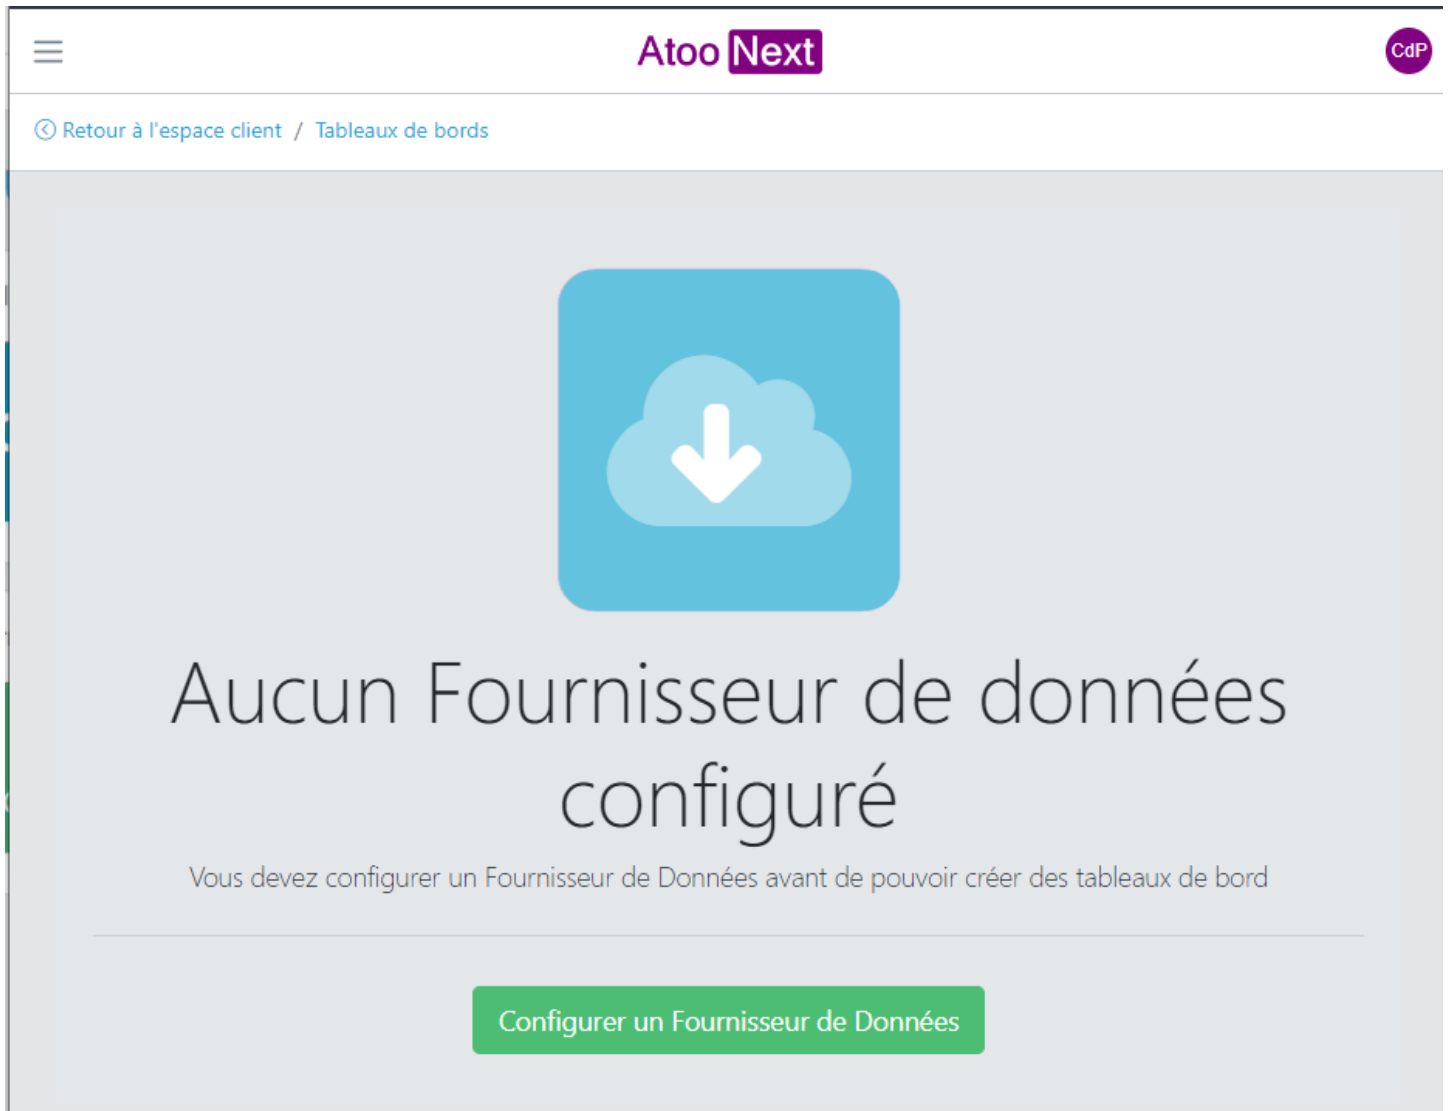 Atoo Next
CdP
Retour à l'espace client / Tableaux de bords
Aucun Fournisseur de données
configuré
Vous devez configurer un Fournisseur de Données avant de pouvoir créer des tableaux de bord
Configurer un Fournisseur de Données